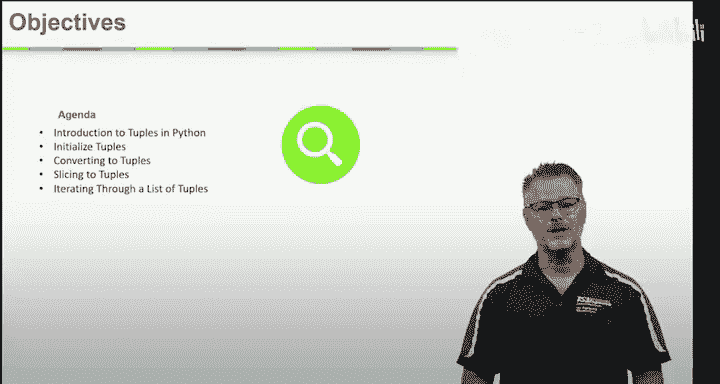 Objectives
Agenda
• Introduction to Tuples in Python
• Initialize Tuples
• Converting to Tuples
• Slicing to Tuples
• Iterating Through a List of Tuples